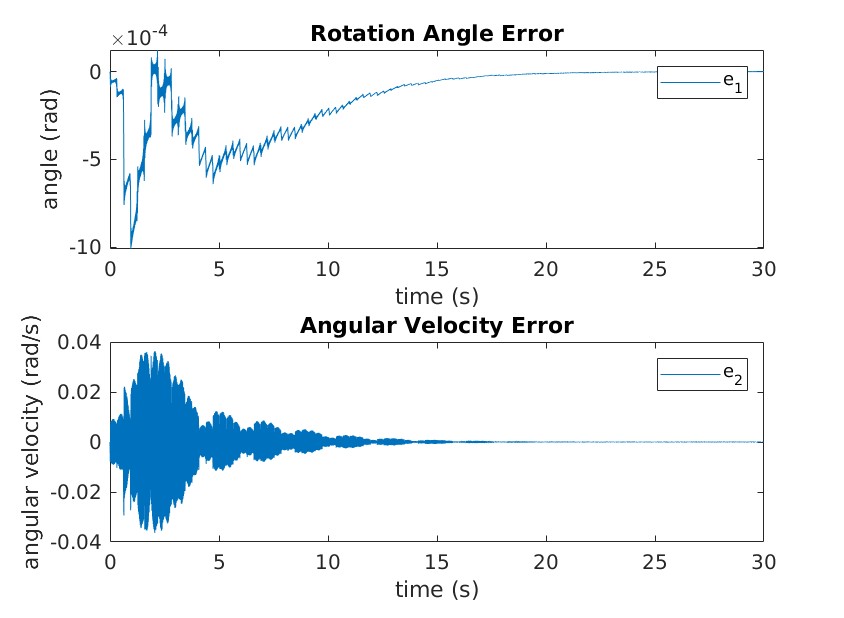 ×10⁻⁴
Rotation Angle Error
0
-5
-10
angle (rad)
e₁
0 5 10 15 20 25 30
time (s)
Angular Velocity Error
0.04
0.02
0
-0.02
-0.04
angular velocity (rad/s)
e₂
0 5 10 15 20 25 30
time (s)